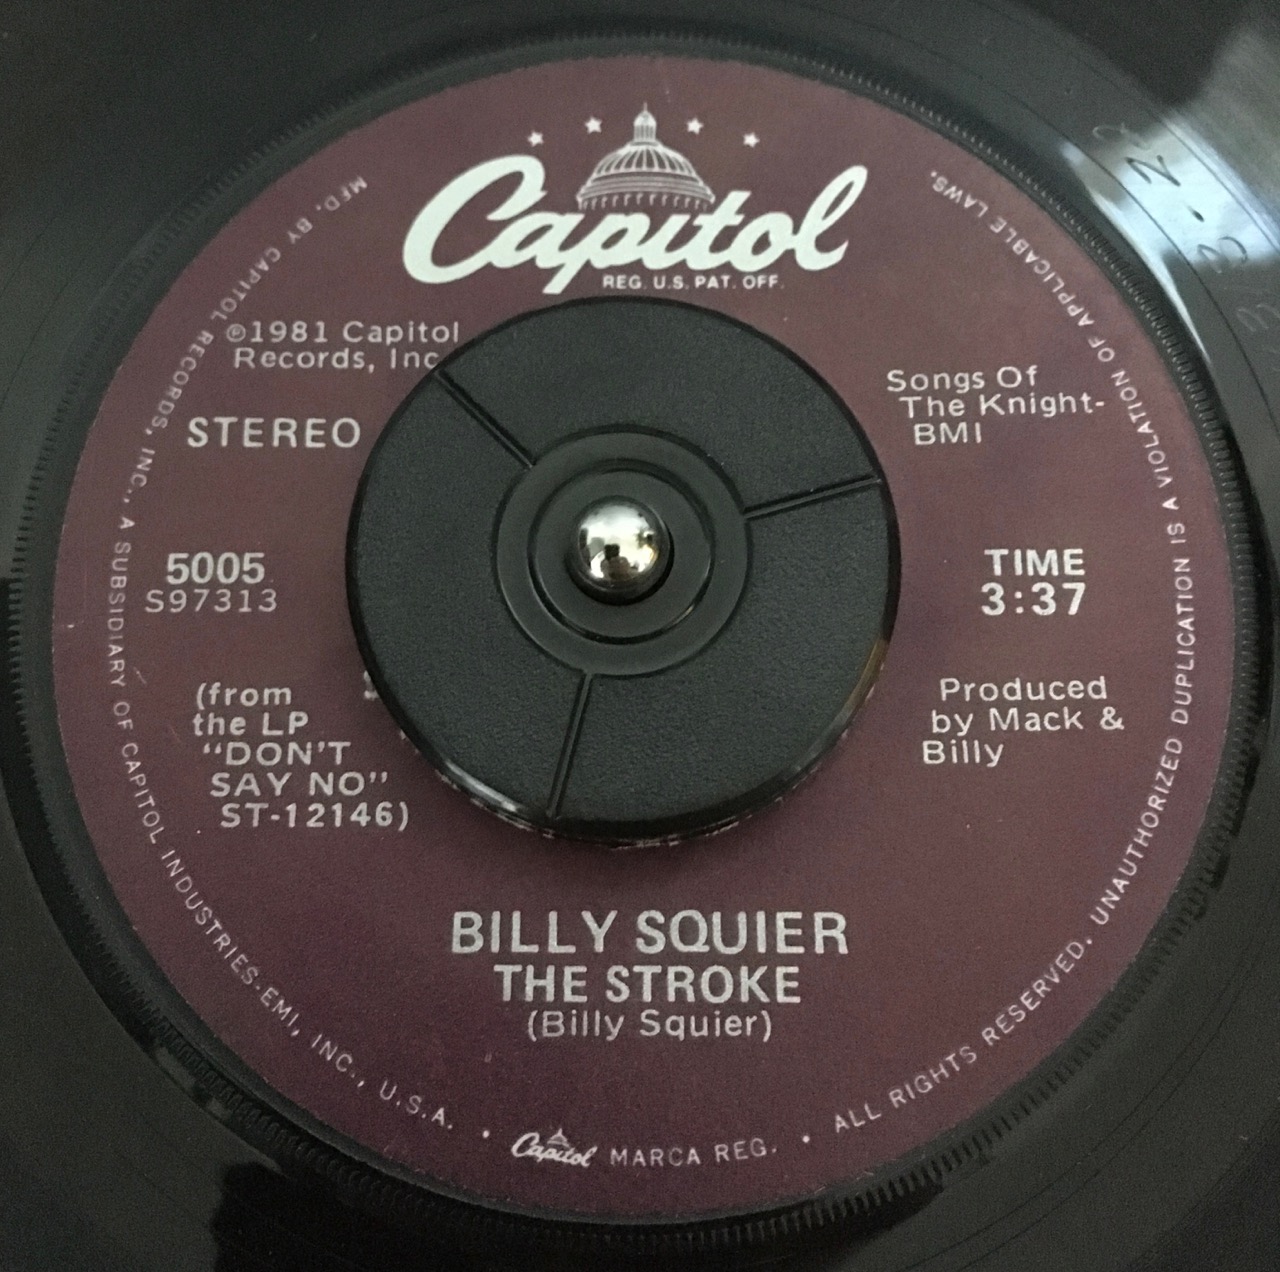 Capitol
REG. U.S. PAT. OFF.
℗1981 Capitol
Records, Inc
STEREO
5005
S97313
(from
the LP
“DON'T
SAY NO”
ST-12146)
Songs Of
The Knight-
BMI
TIME
3:37
Produced
by Mack &
Billy
BILLY SQUIER
THE STROKE
(Billy Squier)
MFD. BY CAPITOL RECORDS, INC., A SUBSIDIARY OF CAPITOL INDUSTRIES-EMI, INC., U.S.A. • Capitol MARCA REG. • ALL RIGHTS RESERVED. UNAUTHORIZED DUPLICATION IS A VIOLATION OF APPLICABLE LAWS.